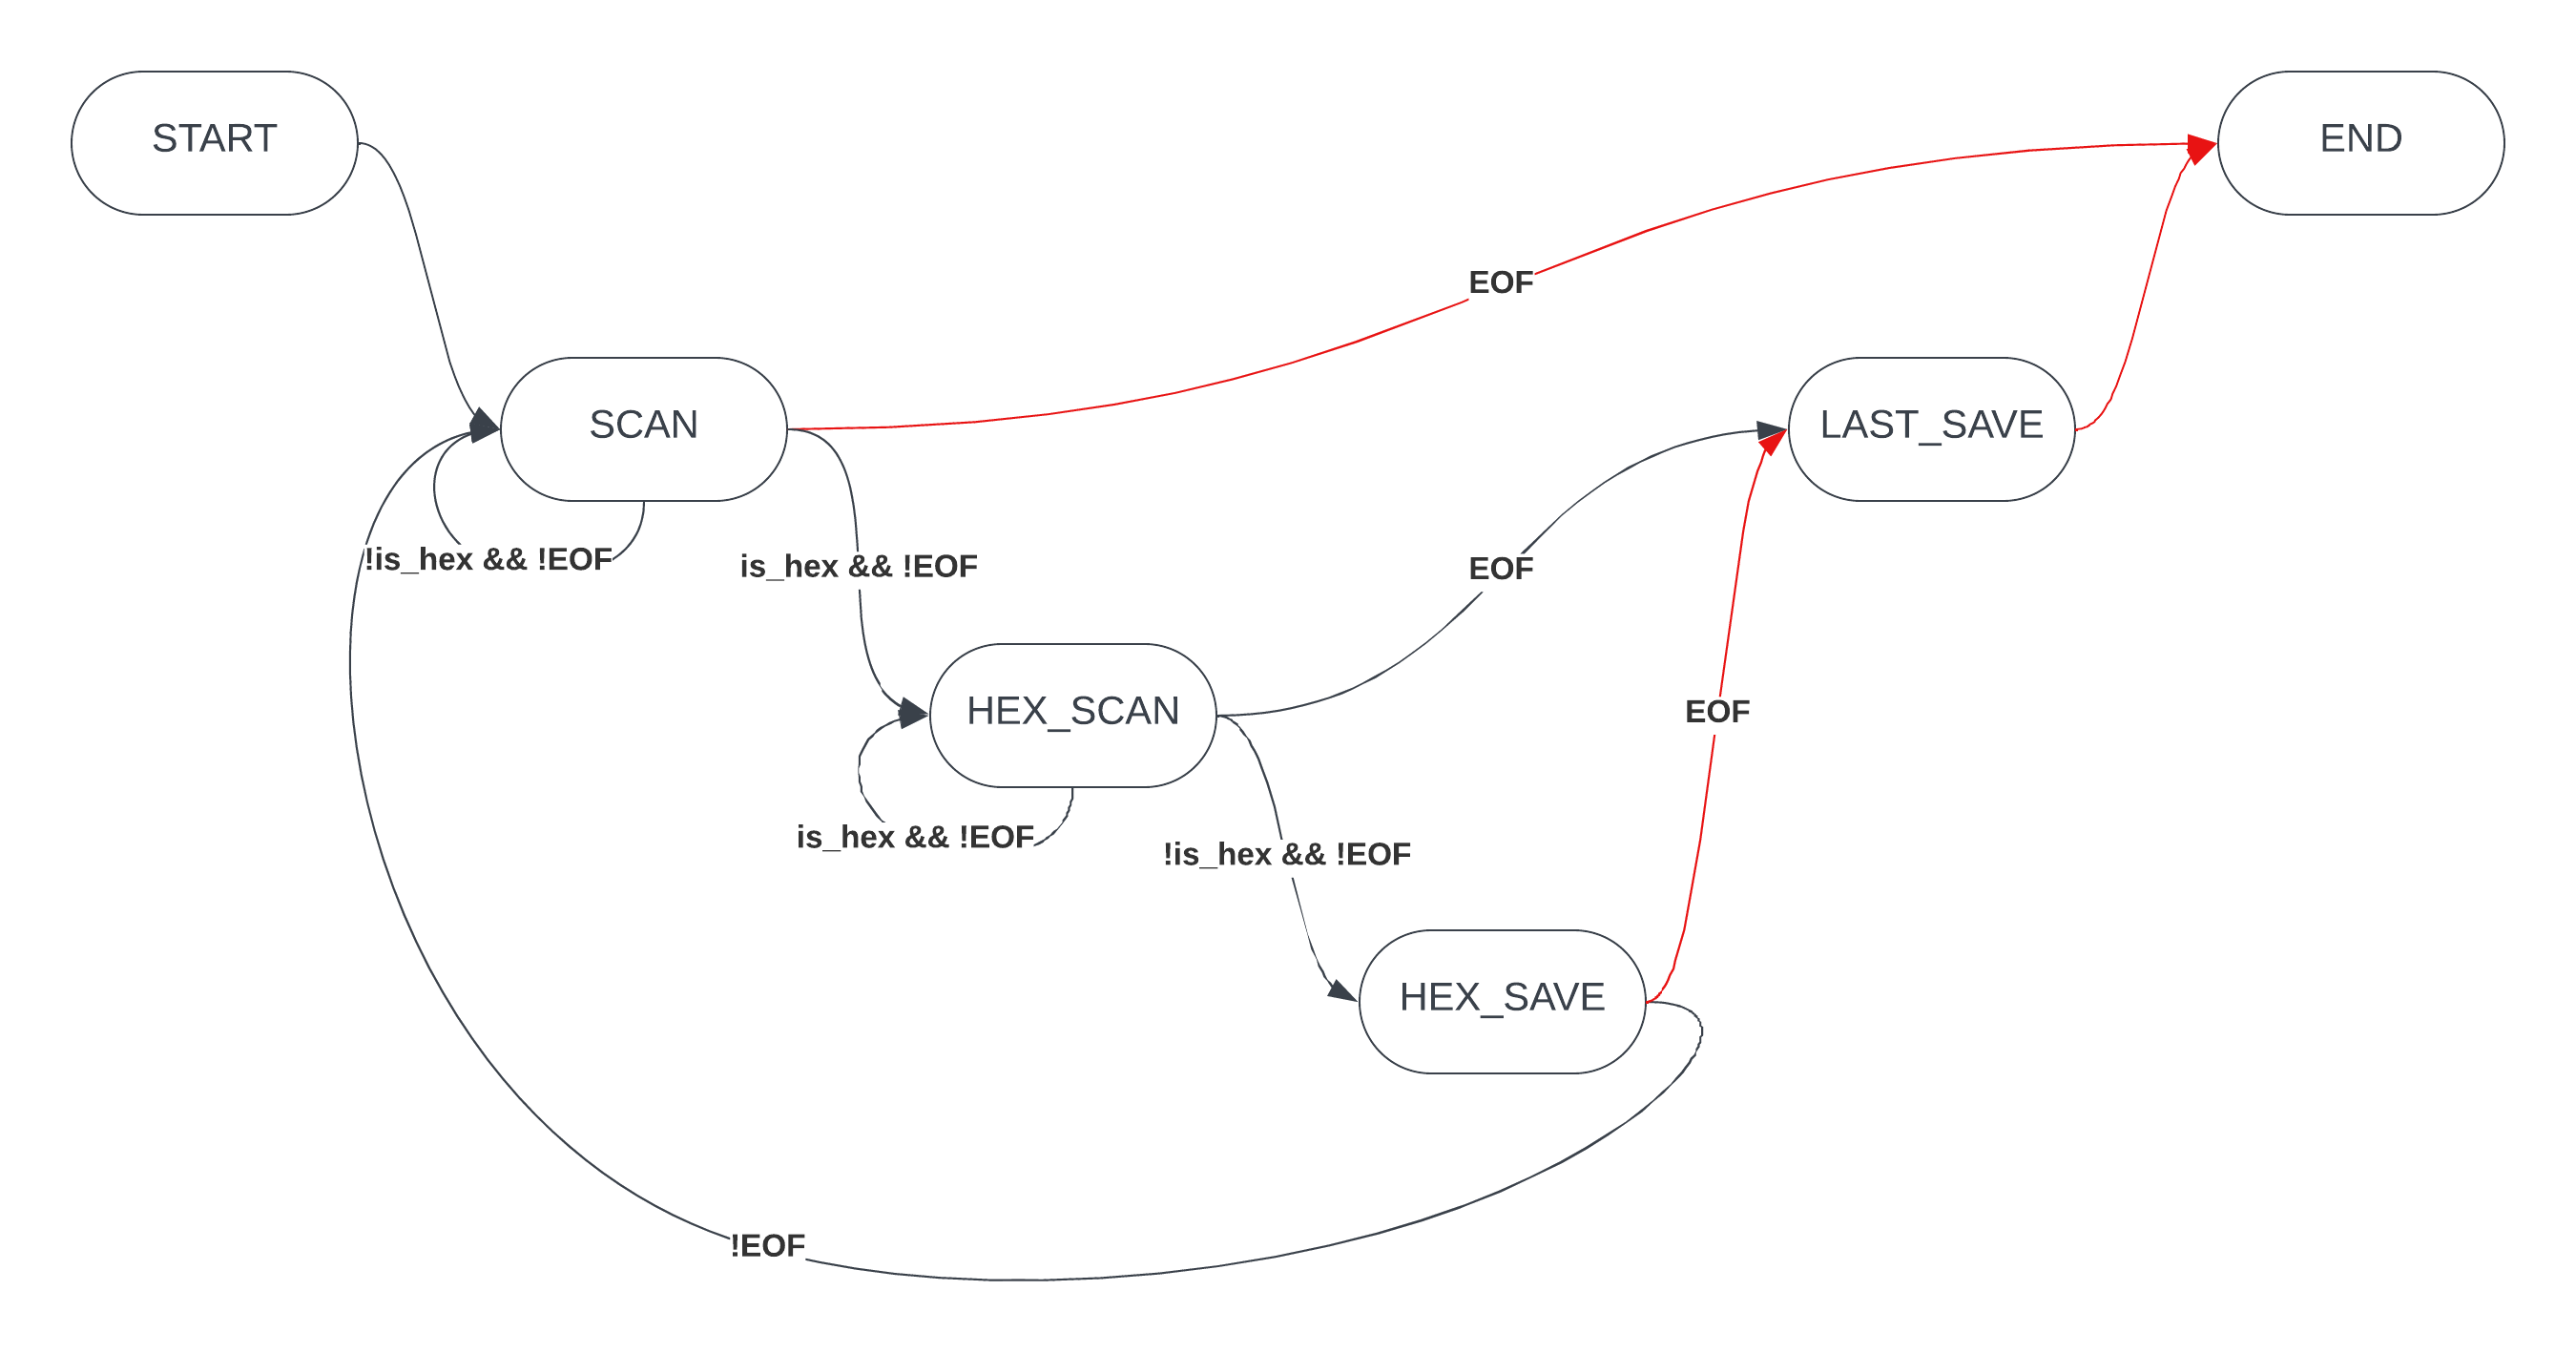 START
END
EOF
SCAN
LAST_SAVE
!is_hex && !EOF
is_hex && !EOF
EOF
HEX_SCAN
EOF
is_hex && !EOF
!is_hex && !EOF
HEX_SAVE
!EOF